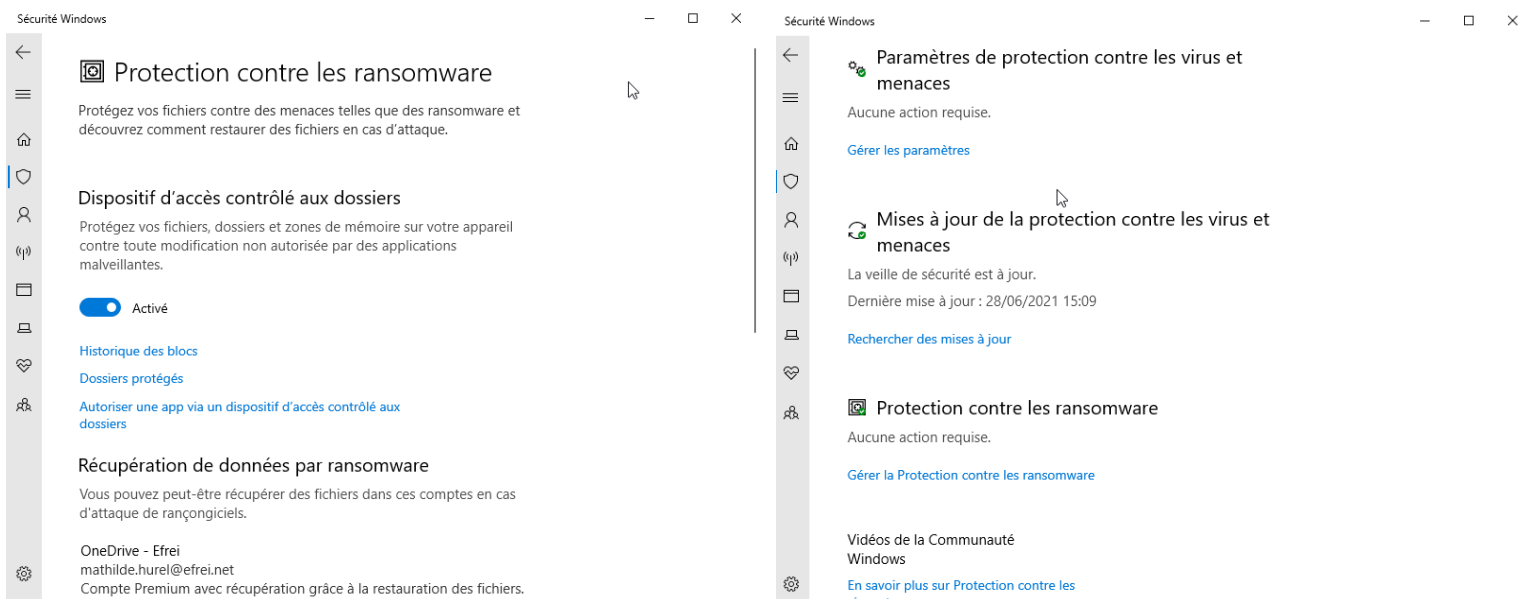 Sécurité Windows
Protection contre les ransomware
Protégez vos fichiers contre des menaces telles que des ransomware et
découvrez comment restaurer des fichiers en cas d'attaque.
Dispositif d'accès contrôlé aux dossiers
Protégez vos fichiers, dossiers et zones de mémoire sur votre appareil
contre toute modification non autorisée par des applications
malveillantes.
Activé
Historique des blocs
Dossiers protégés
Autoriser une app via un dispositif d'accès contrôlé aux
dossiers
Récupération de données par ransomware
Vous pouvez peut-être récupérer des fichiers dans ces comptes en cas
d'attaque de rançongiciels.
OneDrive - Efrei
mathilde.hurel@efrei.net
Compte Premium avec récupération grâce à la restauration des fichiers.
Sécurité Windows
Paramètres de protection contre les virus et
menaces
Aucune action requise.
Gérer les paramètres
Mises à jour de la protection contre les virus et
menaces
La veille de sécurité est à jour.
Dernière mise à jour : 28/06/2021 15:09
Rechercher des mises à jour
Protection contre les ransomware
Aucune action requise.
Gérer la Protection contre les ransomware
Vidéos de la Communauté
Windows
En savoir plus sur Protection contre les